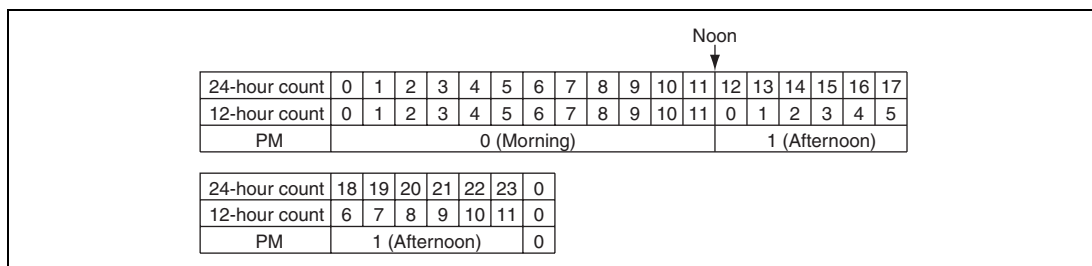 Noon
24-hour count 0 1 2 3 4 5 6 7 8 9 10 11 12 13 14 15 16 17
12-hour count 0 1 2 3 4 5 6 7 8 9 10 11 0 1 2 3 4 5
PM 0 (Morning) 1 (Afternoon)
24-hour count 18 19 20 21 22 23 0
12-hour count 6 7 8 9 10 11 0
PM 1 (Afternoon) 0